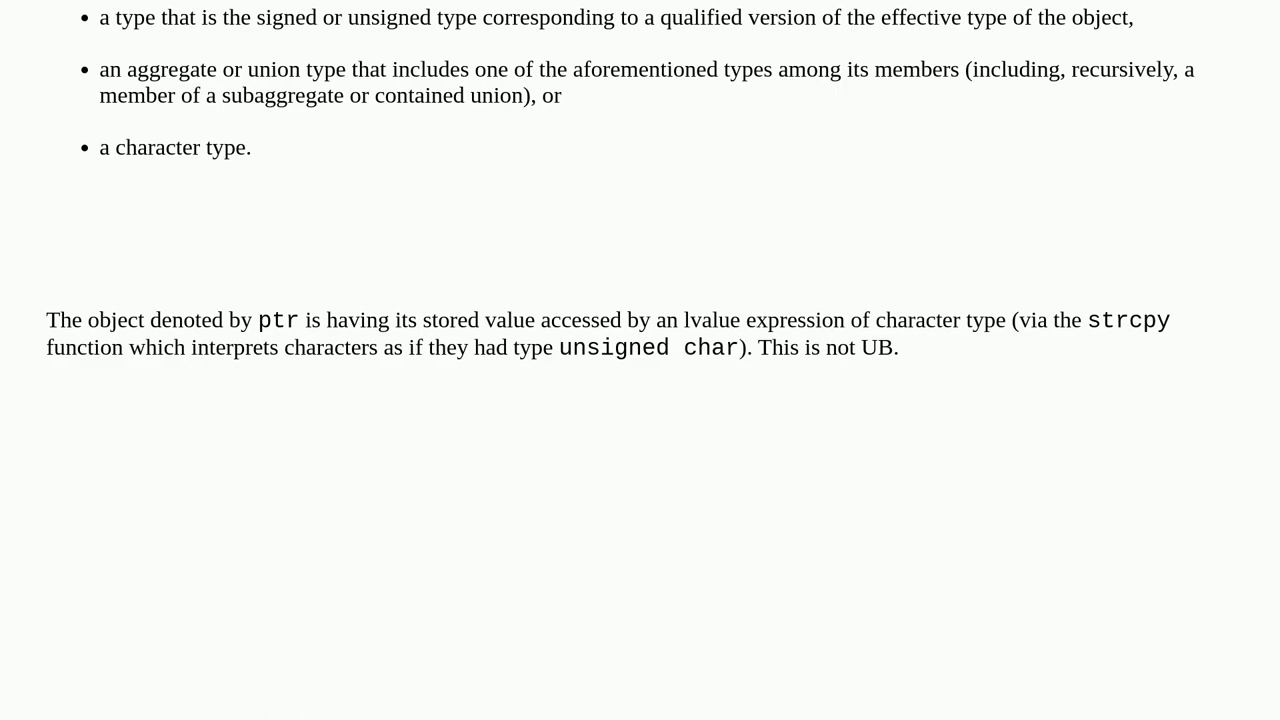 • a type that is the signed or unsigned type corresponding to a qualified version of the effective type of the object,
• an aggregate or union type that includes one of the aforementioned types among its members (including, recursively, a
member of a subaggregate or contained union), or
• a character type.
The object denoted by ptr is having its stored value accessed by an lvalue expression of character type (via the strcpy
function which interprets characters as if they had type unsigned char). This is not UB.